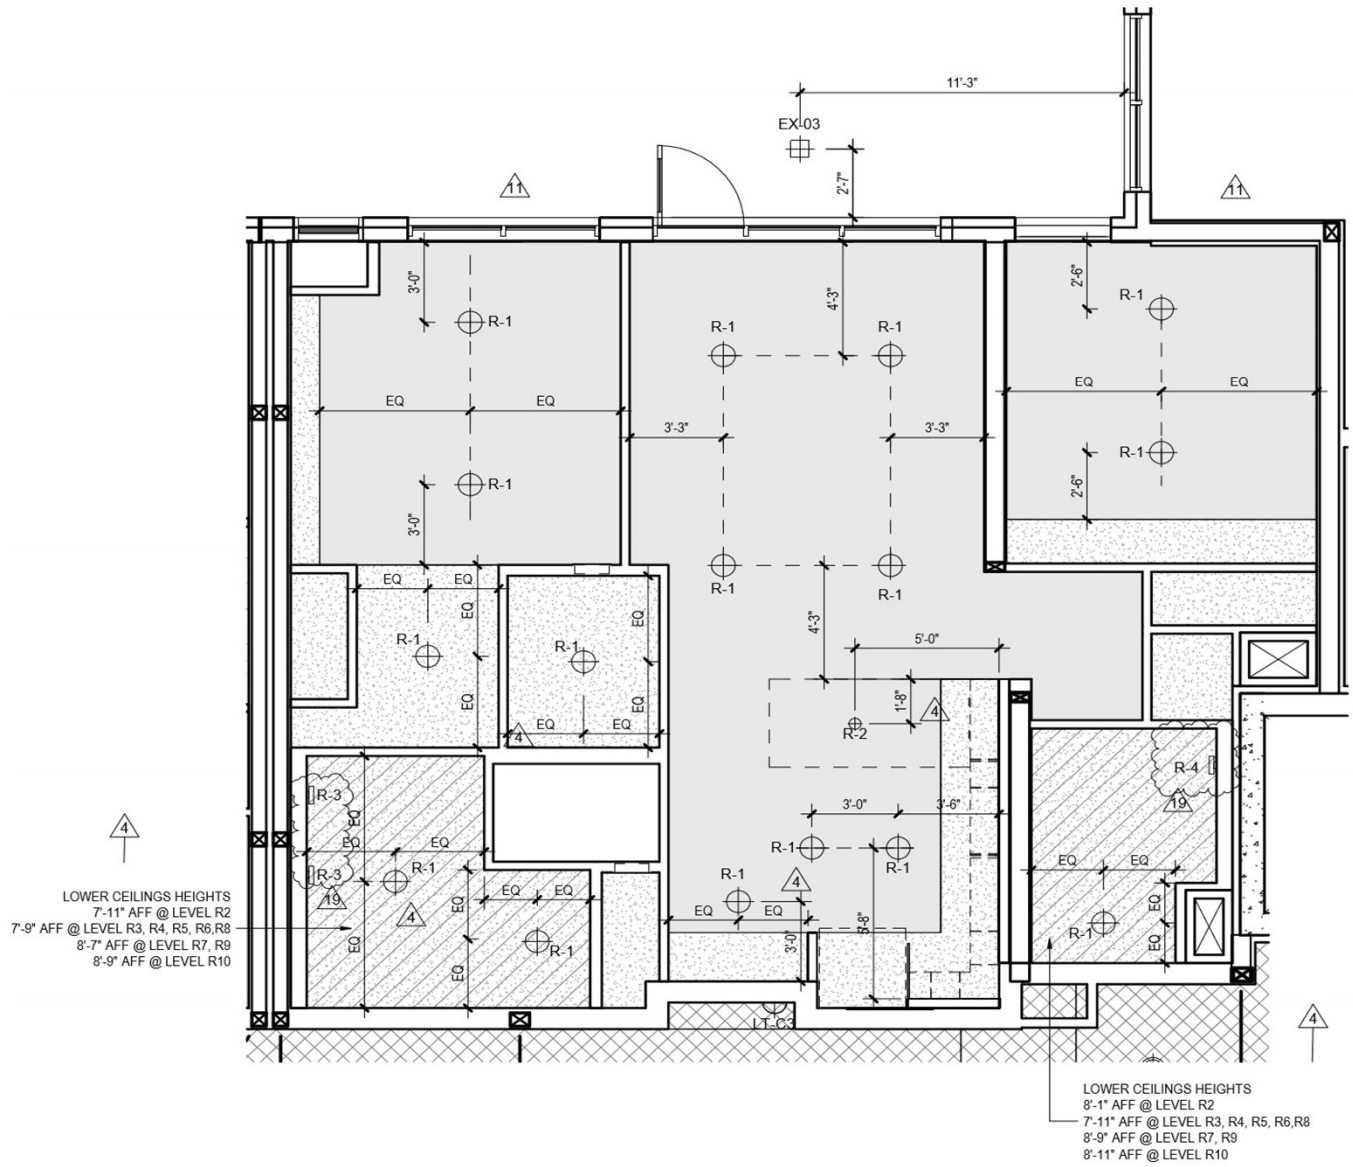 11'-3"
EX-03
2'-7"
11
11
3'-0"
R-1
4'-3"
R-1
R-1
2'-6"
R-1
EQ
EQ
EQ
EQ
3'-3"
3'-3"
R-1
2'-6"
R-1
3'-0"
R-1
R-1
EQ
EQ
EQ
EQ
4'-3"
R-1
R-1
5'-0"
EQ
1'-8"
4
R-2
EQ
EQ
4
EQ
R-4
19
R-3
EQ
3'-0"
3'-6"
4
EQ
EQ
R-1
R-1
EQ
EQ
R-3
R-1
19
4
EQ
EQ
EQ
R-1
4
EQ
EQ
3'-0"
5'-8"
EQ
EQ
R-1
EQ
R-1
EQ
LOWER CEILINGS HEIGHTS
7'-11" AFF @ LEVEL R2
7'-9" AFF @ LEVEL R3, R4, R5, R6,R8
8'-7" AFF @ LEVEL R7, R9
8'-9" AFF @ LEVEL R10
LT-C3
4
LOWER CEILINGS HEIGHTS
8'-1" AFF @ LEVEL R2
7'-11" AFF @ LEVEL R3, R4, R5, R6,R8
8'-9" AFF @ LEVEL R7, R9
8'-11" AFF @ LEVEL R10